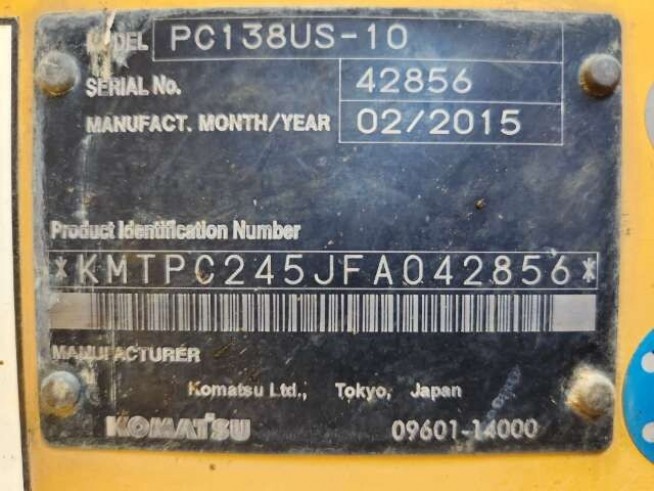 MODEL PC138US-10
SERIAL No. 42856
MANUFACT. MONTH/YEAR 02/2015
Product Identification Number
*KMTPC245JFA042856*
MANUFACTURER
Komatsu Ltd., Tokyo, Japan
KOMATSU 09601-14000